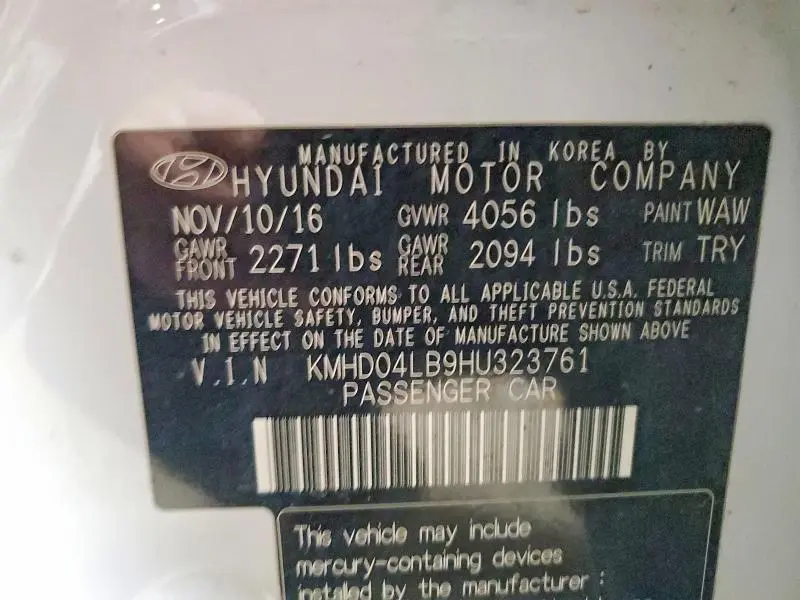 MANUFACTURED IN KOREA BY
HYUNDAI MOTOR COMPANY
NOV/10/16 GVWR 4056 lbs PAINT WAW
GAWR FRONT 2271 lbs GAWR REAR 2094 lbs TRIM TRY
THIS VEHICLE CONFORMS TO ALL APPLICABLE U.S.A. FEDERAL
MOTOR VEHICLE SAFETY, BUMPER, AND THEFT PREVENTION STANDARDS
IN EFFECT ON THE DATE OF MANUFACTURE SHOWN ABOVE
V.I.N KMHD04LB9HU323761
PASSENGER CAR
This vehicle may include
mercury-containing devices
installed by the manufacturer :